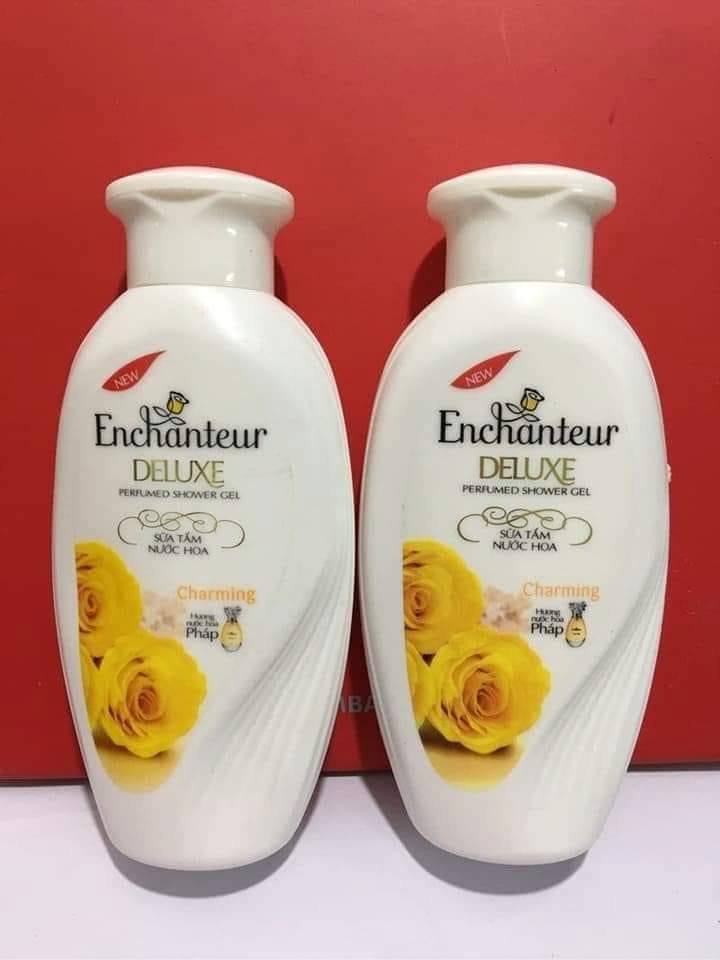 NEW
Enchanteur
DELUXE
PERFUMED SHOWER GEL
SỮA TẮM
NƯỚC HOA
Charming
Hương
nước hoa
Pháp
NEW
Enchanteur
DELUXE
PERFUMED SHOWER GEL
SỮA TẮM
NƯỚC HOA
Charming
Hương
nước hoa
Pháp